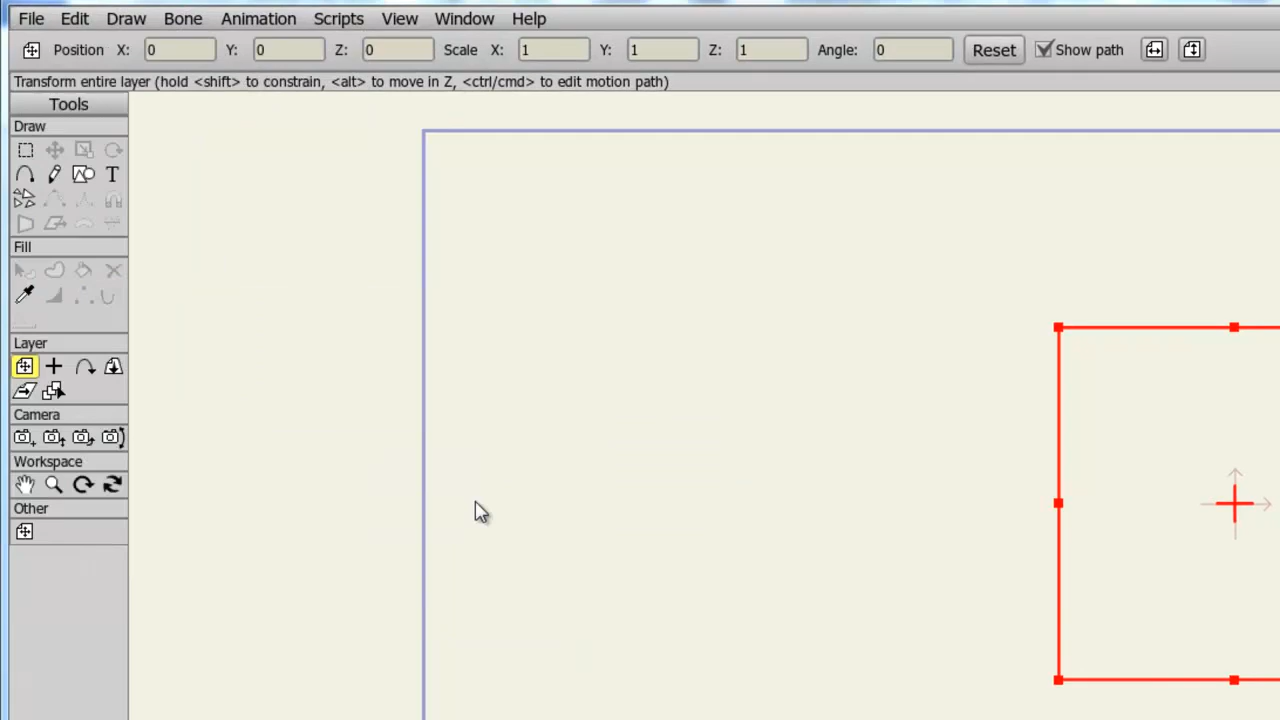 File Edit Draw Bone Animation Scripts View Window Help
Position X: 0 Y: 0 Z: 0 Scale X: 1 Y: 1 Z: 1 Angle: 0 Reset Show path
Transform entire layer (hold <shift> to constrain, <alt> to move in Z, <ctrl/cmd> to edit motion path)
Tools
Draw
T
Fill
Layer
Camera
Workspace
Other